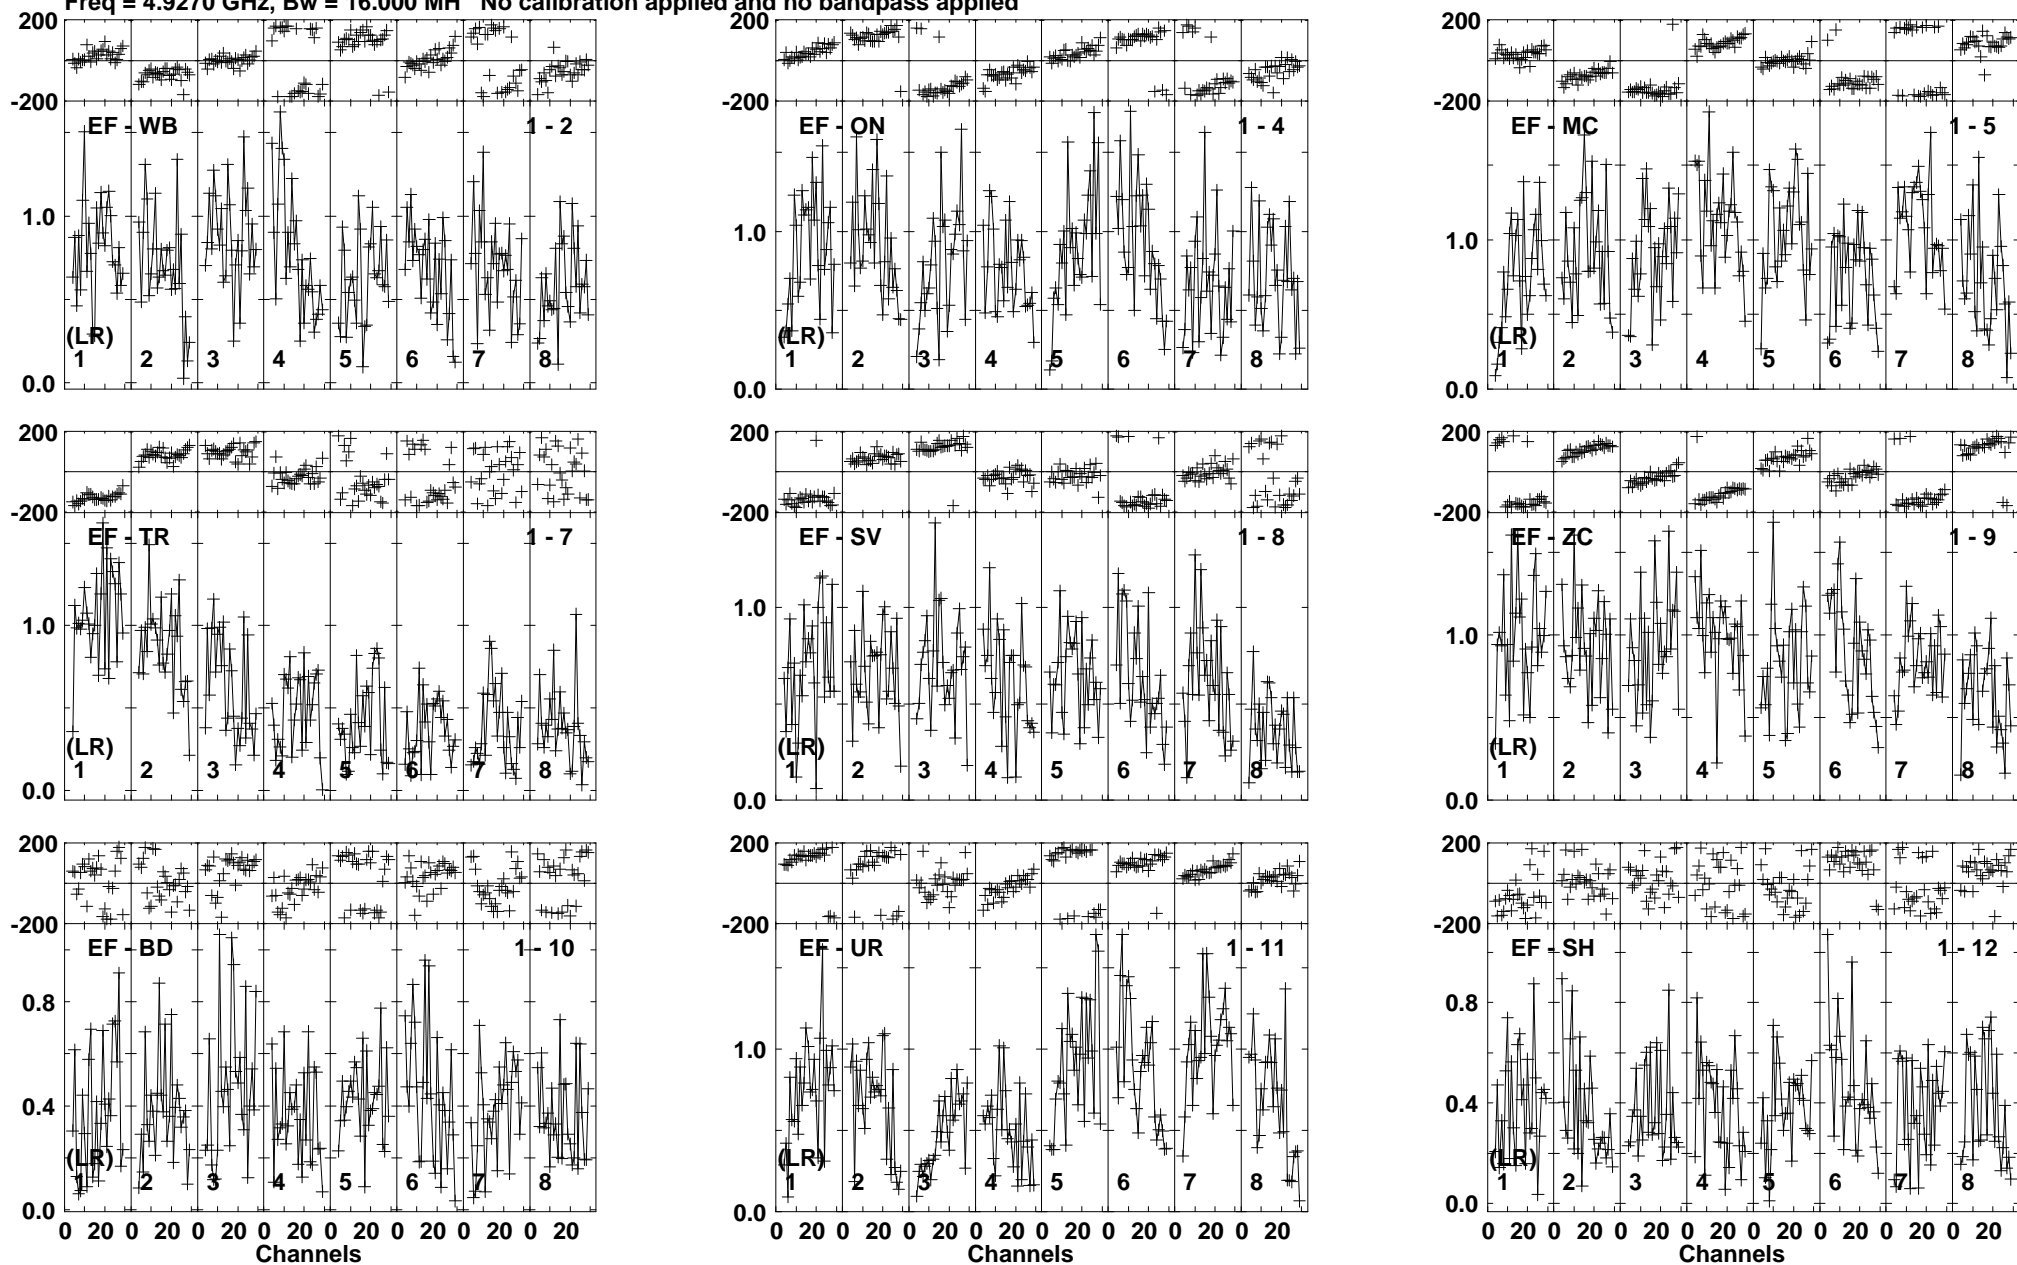 Freq = 4.9270 GHz, Bw = 16.000 MH No calibration applied and no bandpass applied
200 200 200
-200 -200 -200
EF - WB 1 - 2 EF - ON 1 - 4 EF - MC 1 - 5
1.0 1.0 1.0
(LR) (LR) (LR)
1 2 3 4 5 6 7 8 1 2 3 4 5 6 7 8 1 2 3 4 5 6 7 8
0.0 0.0 0.0
200 200 200
-200 -200 -200
EF - TR 1 - 7 EF - SV 1 - 8 EF - ZC 1 - 9
1.0 1.0 1.0
(LR) (LR) (LR)
1 2 3 4 5 6 7 8 1 2 3 4 5 6 7 8 1 2 3 4 5 6 7 8
0.0 0.0 0.0
200 200 200
-200 -200 -200
EF - BD 1 - 10 EF - UR 1 - 11 EF - SH 1 - 12
0.8 1.0 0.8
0.4 0.4
(LR) (LR) (LR)
1 2 3 4 5 6 7 8 1 2 3 4 5 6 7 8 1 2 3 4 5 6 7 8
0.0 0.0 0.0
0 20 0 20 0 20 0 20 0 20 0 20 0 20 0 20 0 20 0 20 0 20 0 20 0 20 0 20 0 20 0 20 0 20 0 20 0 20 0 20 0 20 0 20 0 20 0 20
Channels Channels Channels